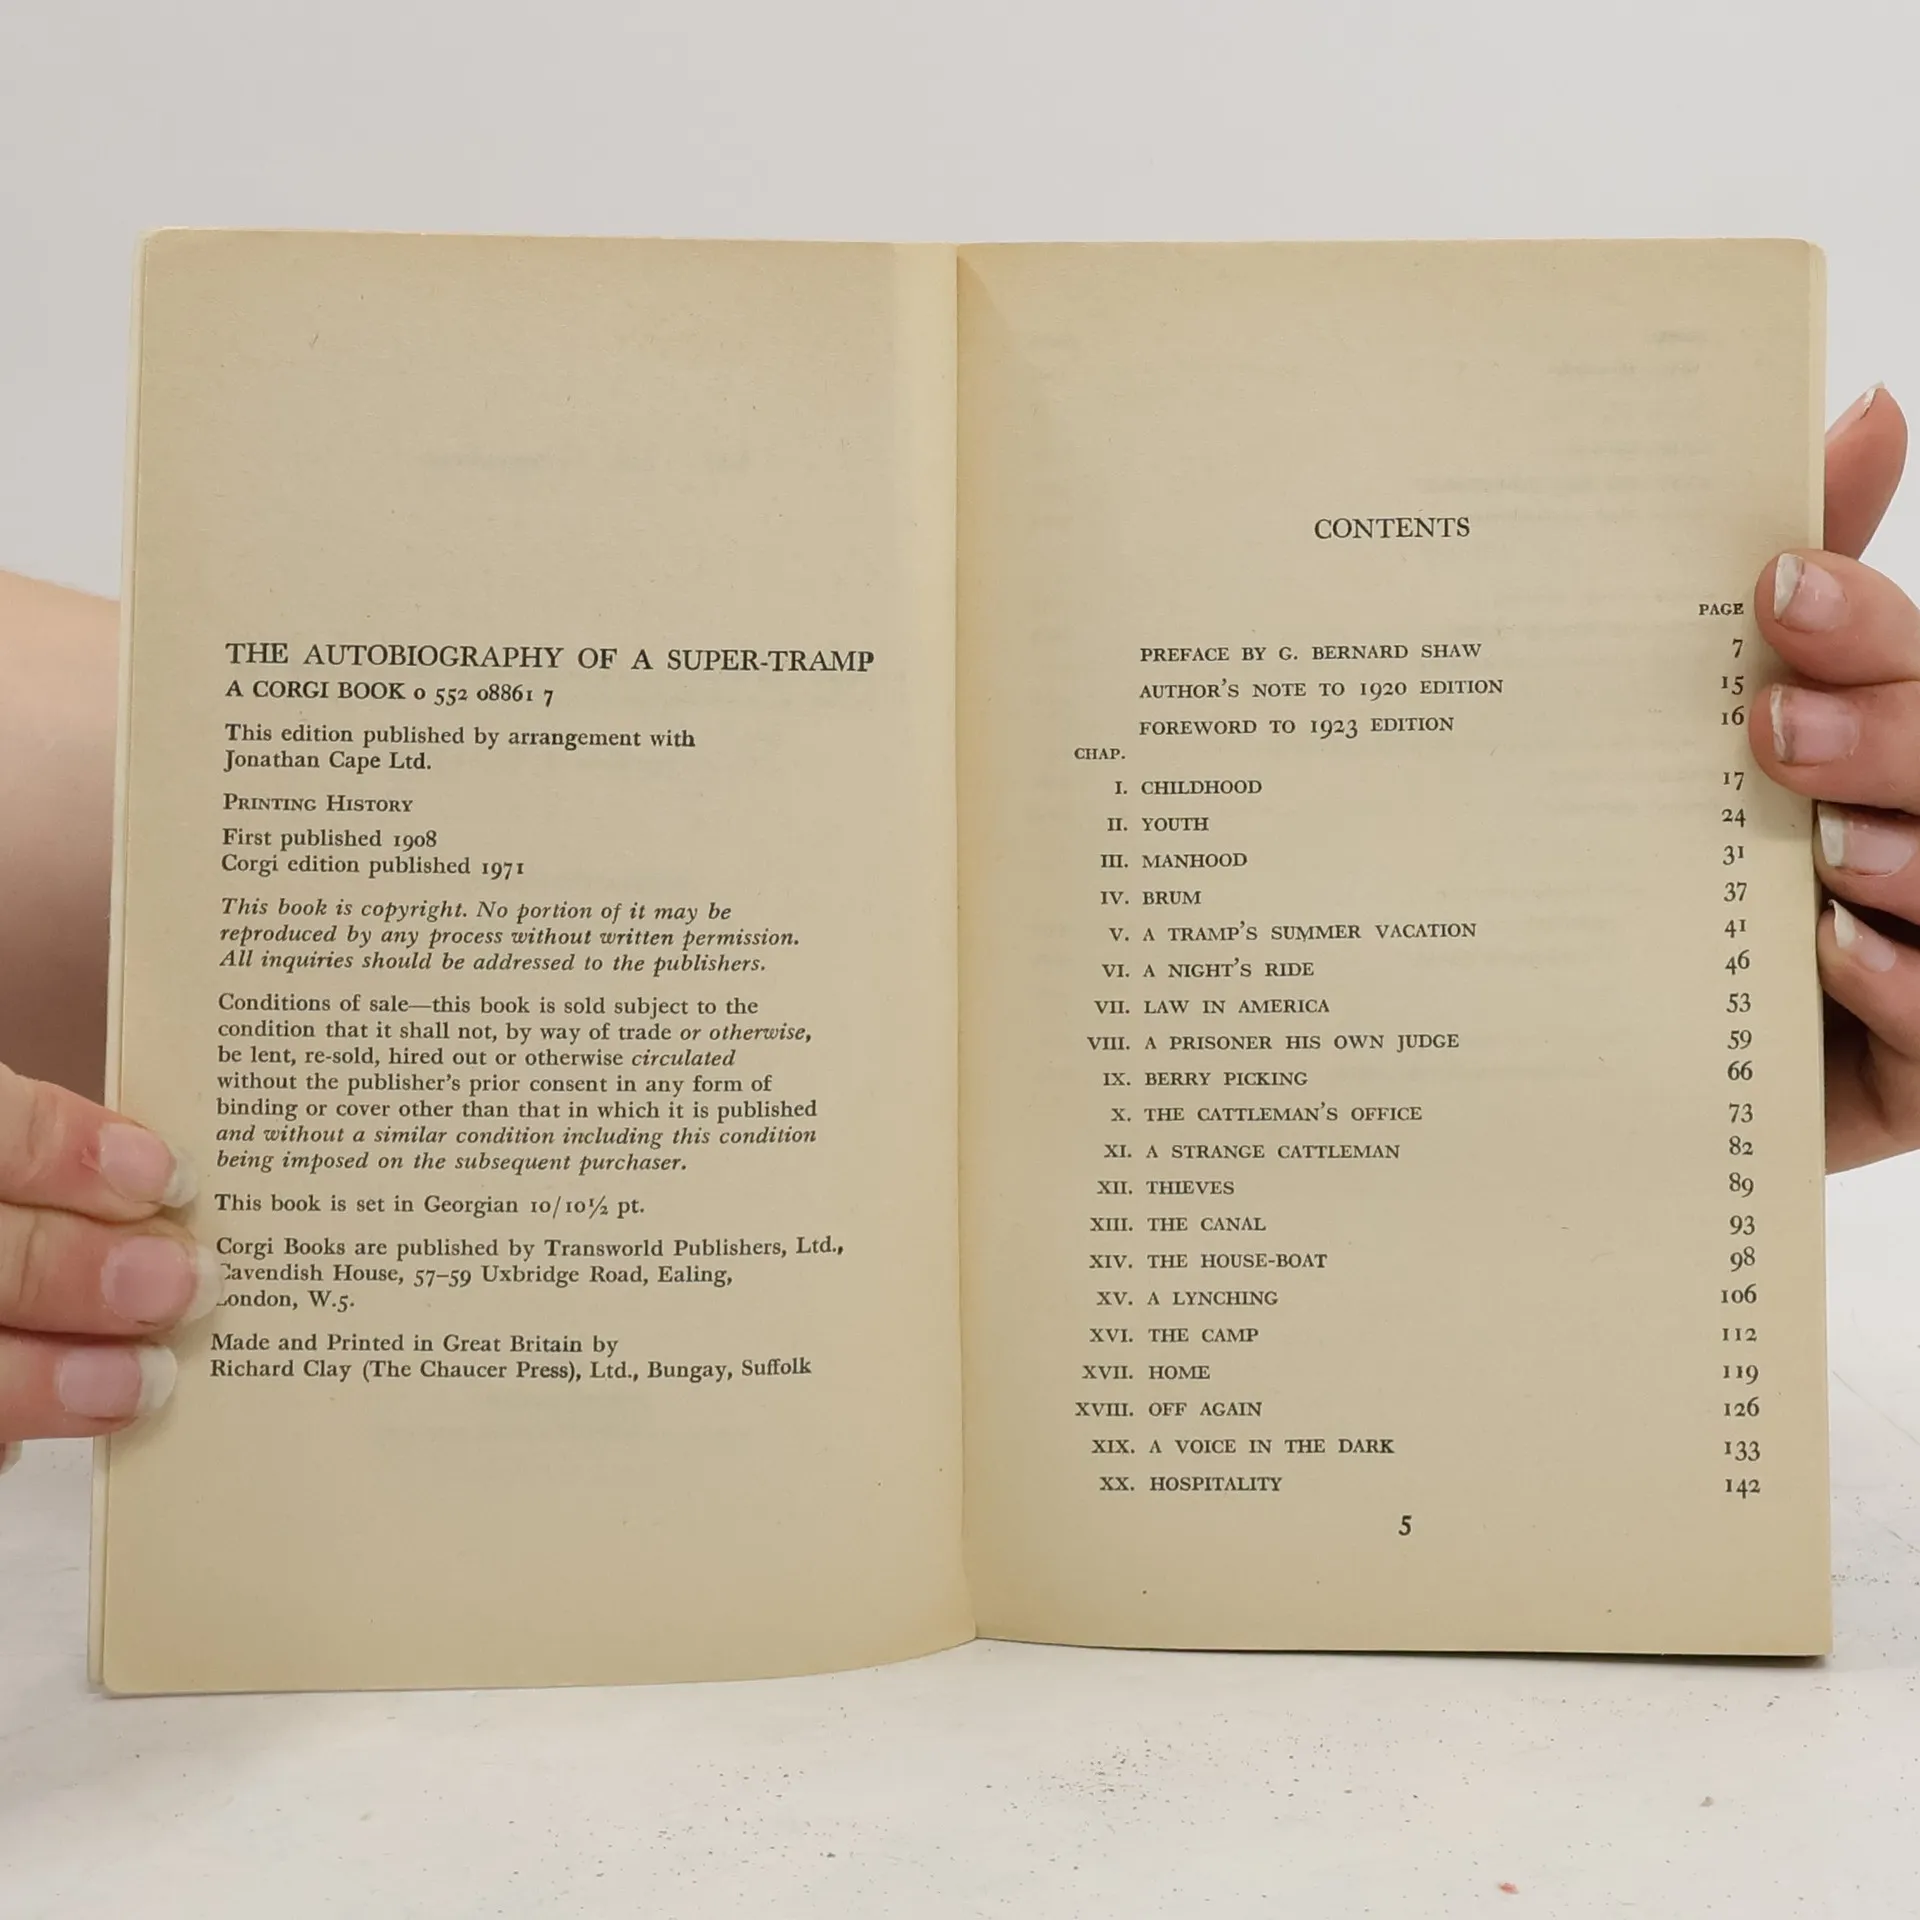 THE AUTOBIOGRAPHY OF A SUPER-TRAMP
A CORGI BOOK 0 552 08861 7
This edition published by arrangement with
Jonathan Cape Ltd.
PRINTING HISTORY
First published 1908
Corgi edition published 1971
This book is copyright. No portion of it may be
reproduced by any process without written permission.
All inquiries should be addressed to the publishers.
Conditions of sale—this book is sold subject to the
condition that it shall not, by way of trade or otherwise,
be lent, re-sold, hired out or otherwise circulated
without the publisher's prior consent in any form of
binding or cover other than that in which it is published
and without a similar condition including this condition
being imposed on the subsequent purchaser.
This book is set in Georgian 10/10½ pt.
Corgi Books are published by Transworld Publishers, Ltd.,
Cavendish House, 57–59 Uxbridge Road, Ealing,
London, W.5.
Made and Printed in Great Britain by
Richard Clay (The Chaucer Press), Ltd., Bungay, Suffolk
CONTENTS
PAGE
PREFACE BY G. BERNARD SHAW 7
AUTHOR'S NOTE TO 1920 EDITION 15
FOREWORD TO 1923 EDITION 16
CHAP.
I. CHILDHOOD 17
II. YOUTH 24
III. MANHOOD 31
IV. BRUM 37
V. A TRAMP'S SUMMER VACATION 41
VI. A NIGHT'S RIDE 46
VII. LAW IN AMERICA 53
VIII. A PRISONER HIS OWN JUDGE 59
IX. BERRY PICKING 66
X. THE CATTLEMAN'S OFFICE 73
XI. A STRANGE CATTLEMAN 82
XII. THIEVES 89
XIII. THE CANAL 93
XIV. THE HOUSE-BOAT 98
XV. A LYNCHING 106
XVI. THE CAMP 112
XVII. HOME 119
XVIII. OFF AGAIN 126
XIX. A VOICE IN THE DARK 133
XX. HOSPITALITY 142
5